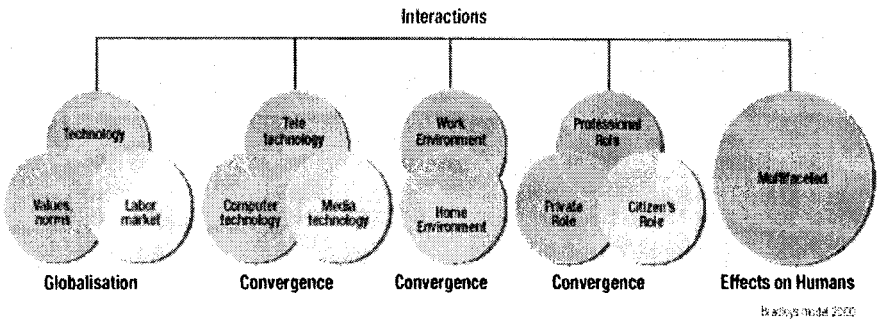 Interactions
Technology
Values,
norms
Labor
market
Globalisation
Tele
technology
Computer
technology
Media
technology
Convergence
Work
Environment
Home
Environment
Convergence
Professional
Role
Private
Role
Citizen's
Role
Convergence
Multifaceted
Effects on Humans
Bradleys model 2000